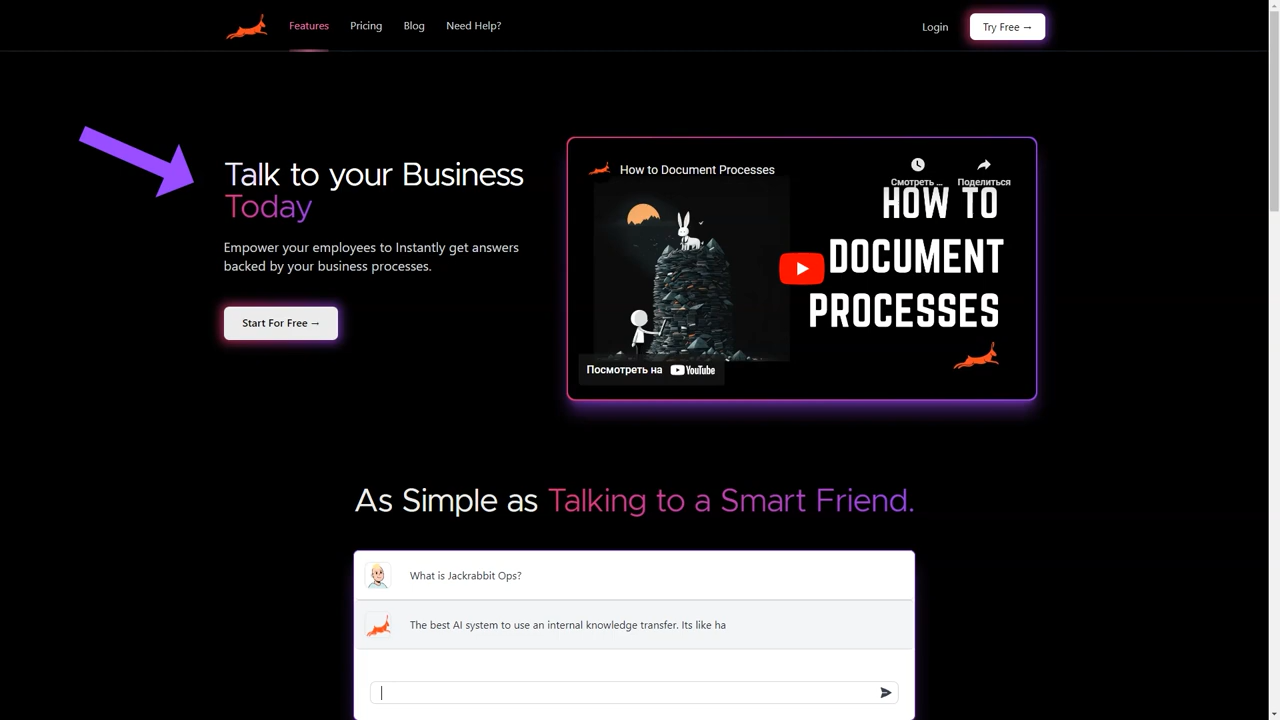 Features Pricing Blog Need Help? Login Try Free →
Talk to your Business
Today
Empower your employees to Instantly get answers
backed by your business processes.
Start For Free →
How to Document Processes
Смотреть ... Поделиться
HOW TO
DOCUMENT
PROCESSES
Посмотреть на YouTube
As Simple as Talking to a Smart Friend.
What is Jackrabbit Ops?
The best AI system to use an internal knowledge transfer. Its like ha